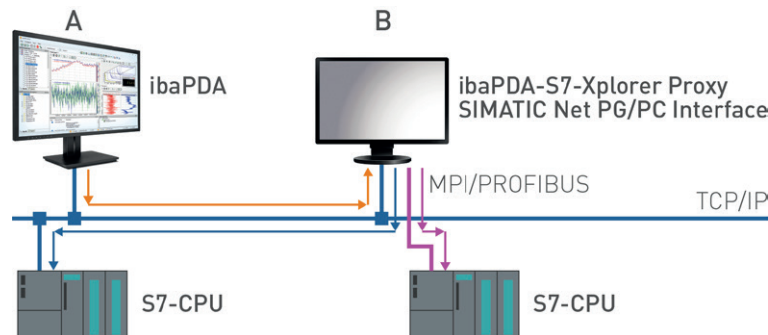 A
B
ibaPDA
ibaPDA-S7-Xplorer Proxy
SIMATIC Net PG/PC Interface
MPI/PROFIBUS
TCP/IP
S7-CPU
S7-CPU